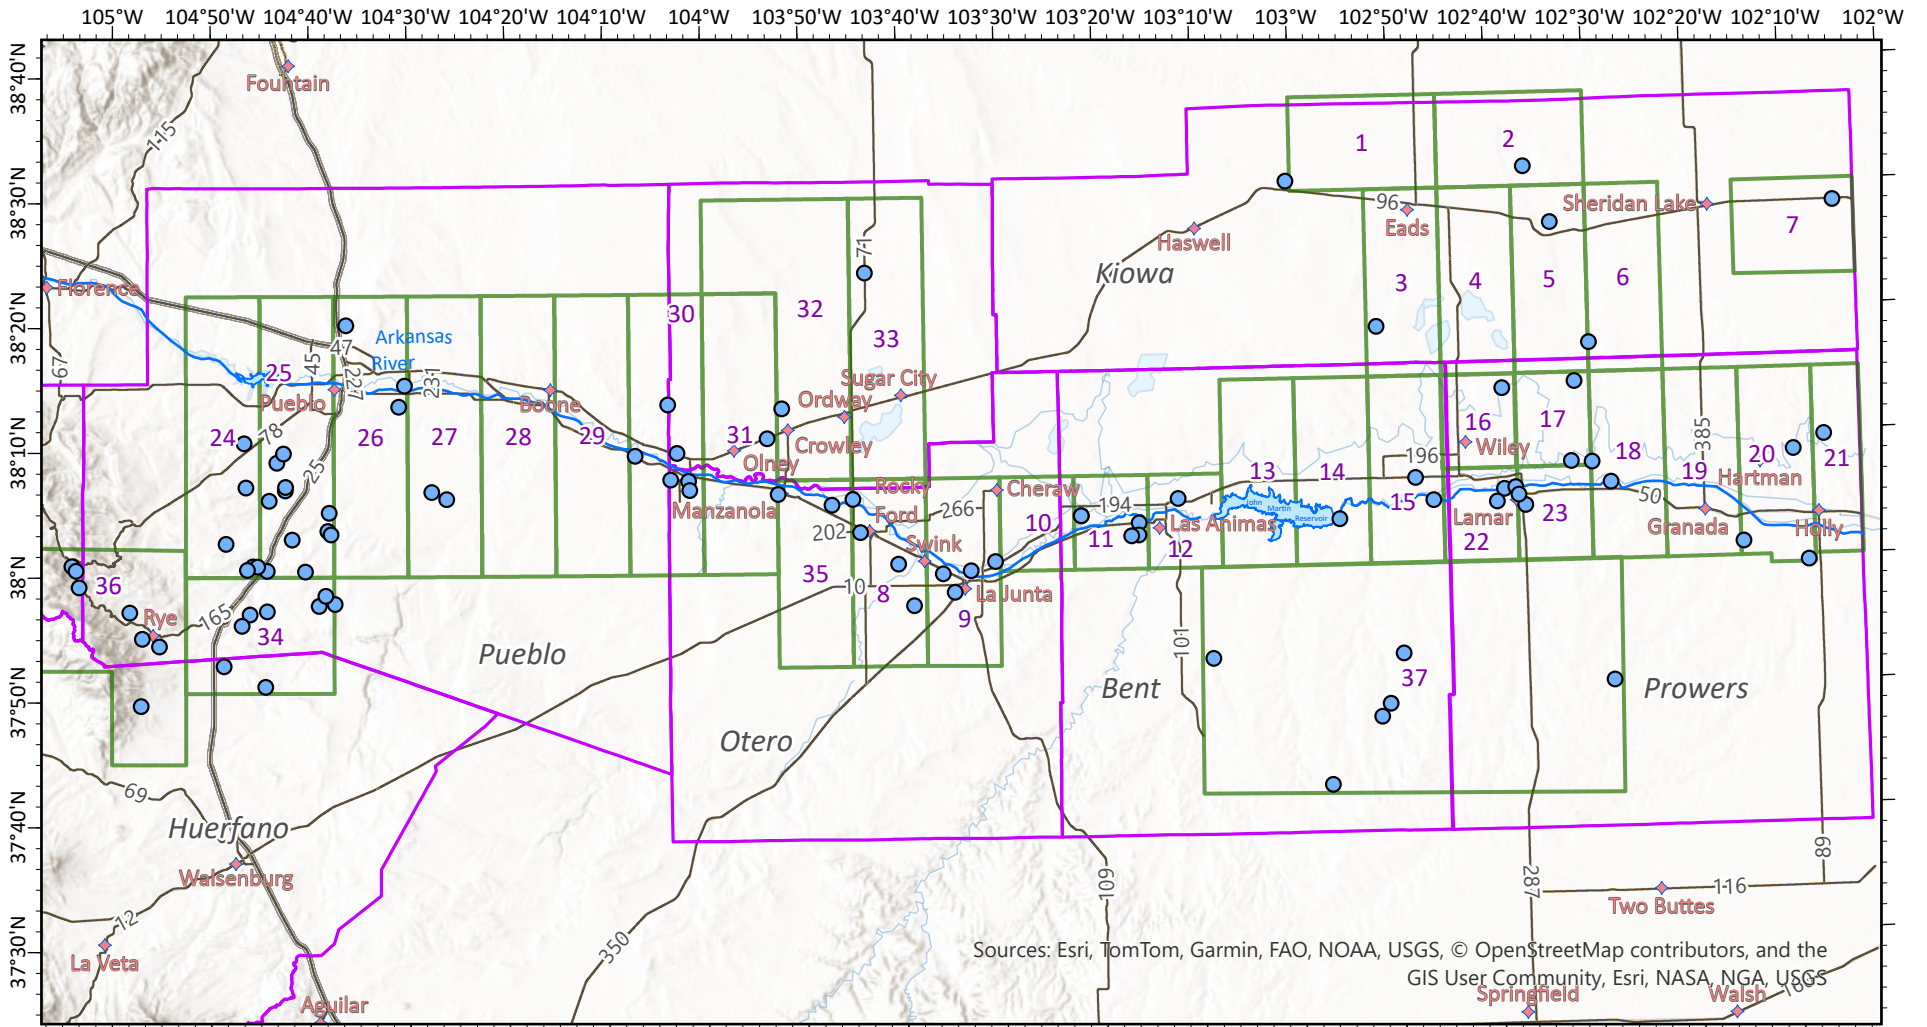 105°W 104°50'W 104°40'W 104°30'W 104°20'W 104°10'W 104°W 103°50'W 103°40'W 103°30'W 103°20'W 103°10'W 103°W 102°50'W 102°40'W 102°30'W 102°20'W 102°10'W 102°W
38°40'N
38°30'N
38°20'N
38°10'N
38°N
37°50'N
37°40'N
37°30'N
Fountain
115
1
2
96
Eads
Sheridan Lake
7
Haswell
Kiowa
71
Florence
3
4
5
6
30
32
33
67
45
47
227
Arkansas
River
231
25
Pueblo
Boone
Sugar City
Ordway
Crowley
Olney
24
78
26
27
28
29
31
25
16
Wiley
17
18
385
196
13
14
15
19
Hartman
20
21
Rocky
Ford
Cheraw
266
Manzanola
202
Swink
10
194
Las Animas
11
12
John
Martin
Reservoir
Lamar
22
23
50
Granada
Holly
36
Rye
165
34
35
10
8
9
La Junta
101
Pueblo
Otero
Bent
37
Prowers
69
Huerfano
Walsenburg
12
La Veta
Aguilar
350
109
287
89
116
Two Buttes
Sources: Esri, TomTom, Garmin, FAO, NOAA, USGS, © OpenStreetMap contributors, and the
GIS User Community, Esri, NASA, NGA, USGS
Springfield
Walsh
160